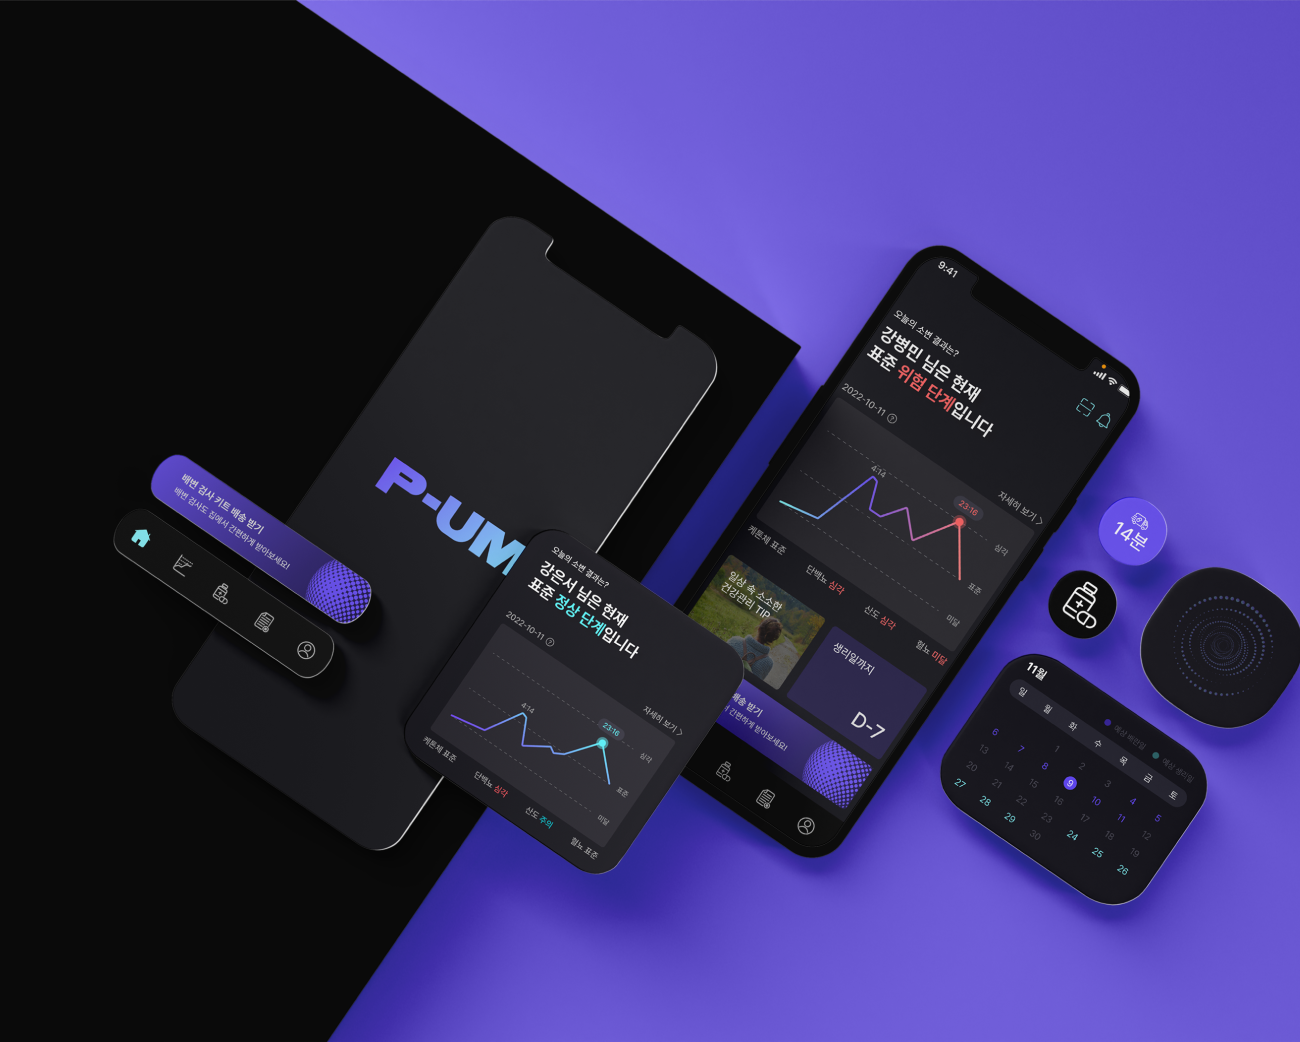 P-UM
배변 검사 키트 배송 받기
배변 검사도 집에서 간편하게 받아보세요!
오늘의 소변 결과는?
강은서 님은 현재
표준 정상 단계입니다
2022-10-11 ?
자세히 보기 >
4:14
23:16
심각
표준
미달
케톤체 표준
단백뇨 심각
산도 주의
혈뇨 표준
9:41
오늘의 소변 결과는?
강병민 님은 현재
표준 위험 단계입니다
2022-10-11 ?
자세히 보기 >
4:14
23:16
심각
표준
미달
케톤체 표준
단백뇨 심각
산도 심각
혈뇨 미달
일상 속 소소한
건강관리 TIP
생리일까지
D-7
배송 받기
간편하게 받아보세요!
14분
11월
예상 배란일
예상 생리일
일 월 화 수 목 금 토
1 2 3 4 5
6 7 8 9 10 11 12
13 14 15 16 17 18 19
20 21 22 23 24 25 26
27 28 29 30